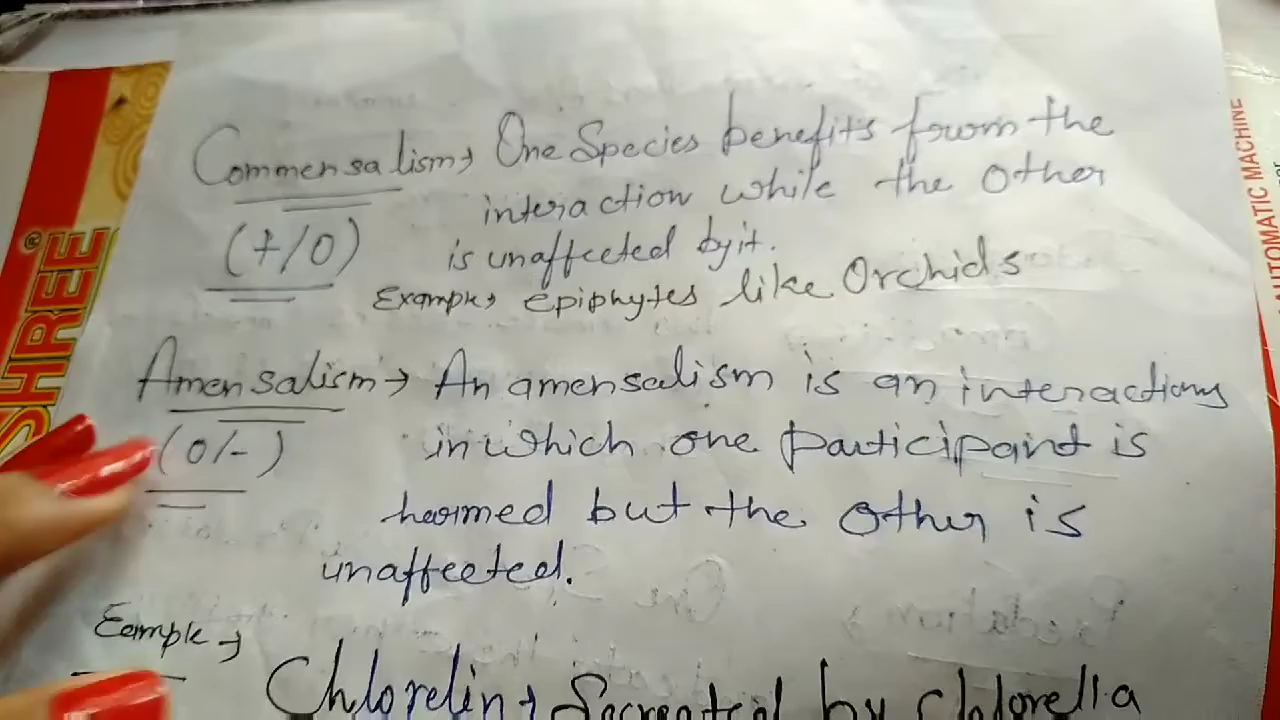 Commensalism→ One Species benefits from the
interaction while the other
(+/0)
is unaffected by it.
Example→ epiphytes like Orchids
Amensalism→ An amensalism is an interactions
(0/-)
in which one participant is
harmed but the other is
unaffected.
Eample→
Chlorelin→ Secreated by chlorella
SHREE®
AUTOMATIC MACHINE